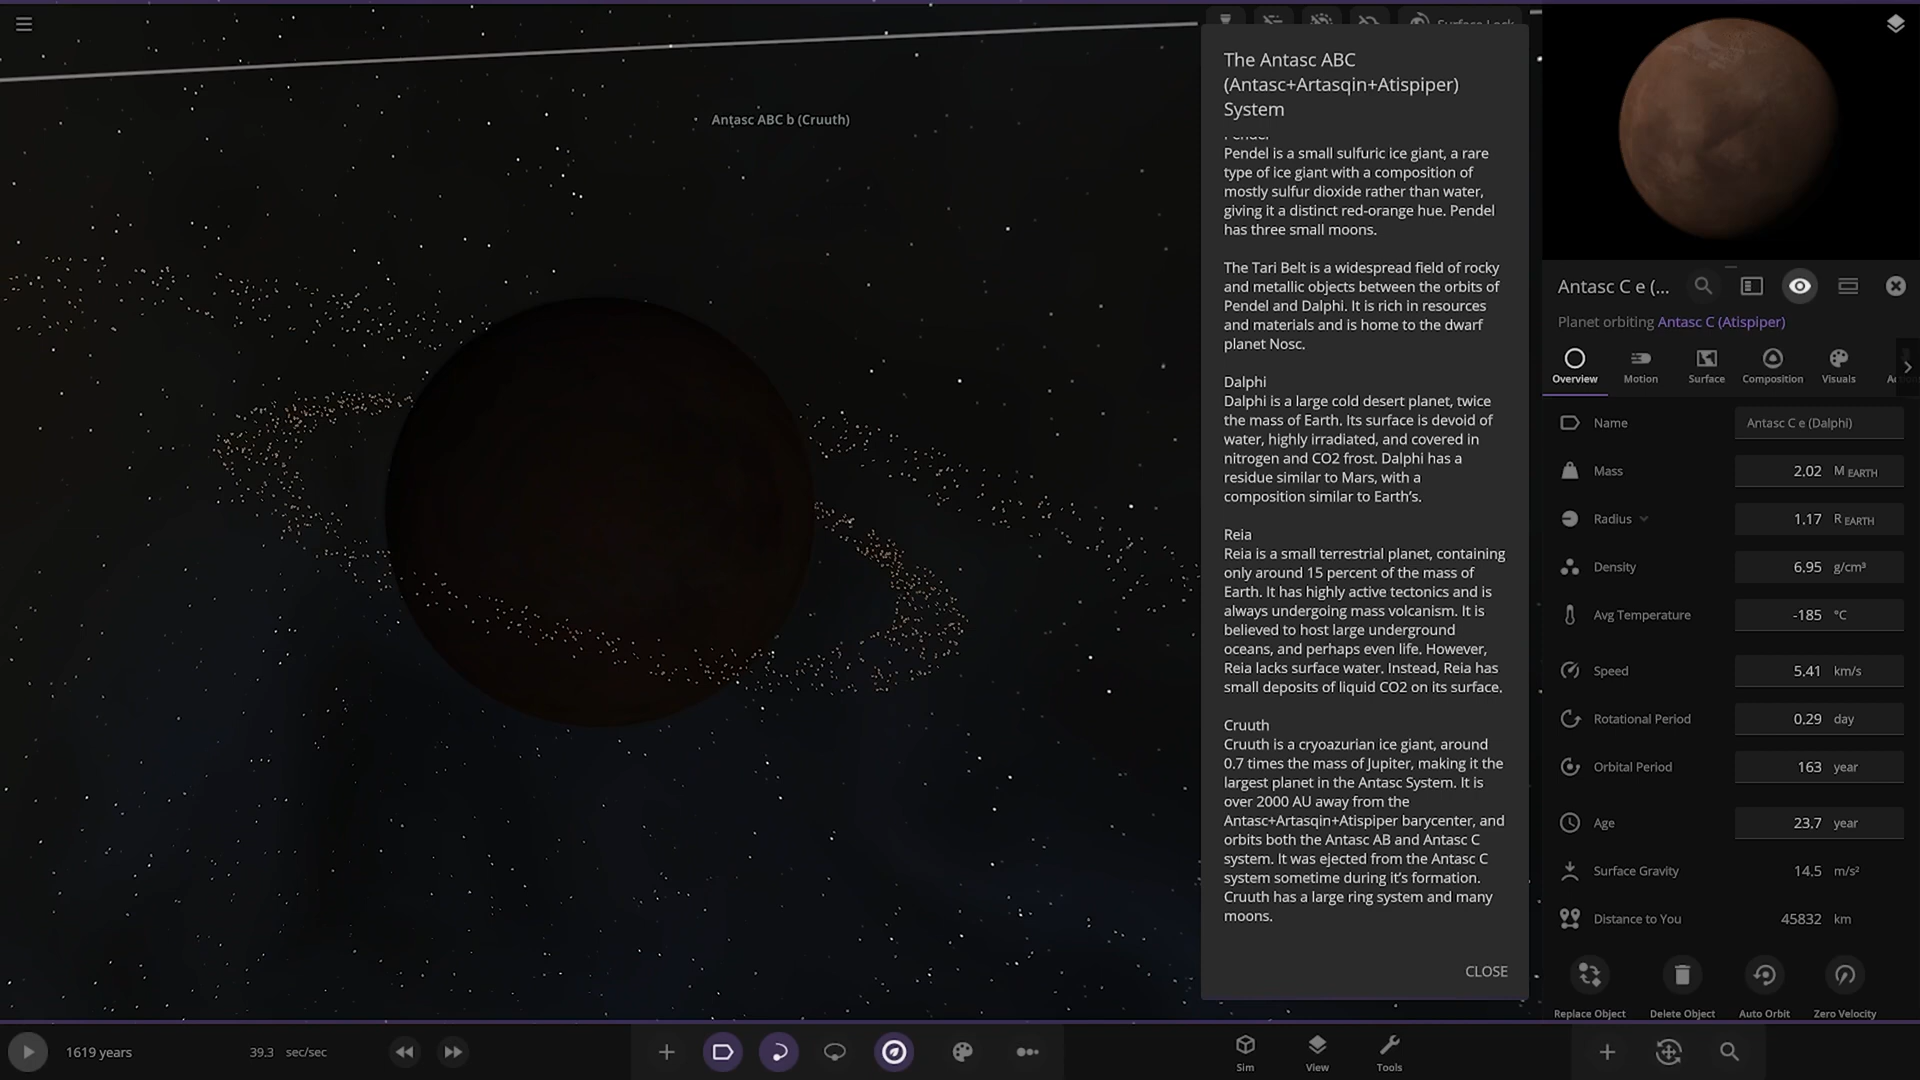 Surface Lock
Antasc ABC b (Cruuth)
The Antasc ABC
(Antasc+Artasqin+Atispiper)
System
Pendel
Pendel is a small sulfuric ice giant, a rare
type of ice giant with a composition of
mostly sulfur dioxide rather than water,
giving it a distinct red-orange hue. Pendel
has three small moons.
The Tari Belt is a widespread field of rocky
and metallic objects between the orbits of
Pendel and Dalphi. It is rich in resources
and materials and is home to the dwarf
planet Nosc.
Dalphi
Dalphi is a large cold desert planet, twice
the mass of Earth. Its surface is devoid of
water, highly irradiated, and covered in
nitrogen and CO2 frost. Dalphi has a
residue similar to Mars, with a
composition similar to Earth's.
Reia
Reia is a small terrestrial planet, containing
only around 15 percent of the mass of
Earth. It has highly active tectonics and is
always undergoing mass volcanism. It is
believed to host large underground
oceans, and perhaps even life. However,
Reia lacks surface water. Instead, Reia has
small deposits of liquid CO2 on its surface.
Cruuth
Cruuth is a cryoazurian ice giant, around
0.7 times the mass of Jupiter, making it the
largest planet in the Antasc System. It is
over 2000 AU away from the
Antasc+Artasqin+Atispiper barycenter, and
orbits both the Antasc AB and Antasc C
system. It was ejected from the Antasc C
system sometime during it's formation.
Cruuth has a large ring system and many
moons.
CLOSE
Antasc C e (...
Planet orbiting Antasc C (Atispiper)
Overview Motion Surface Composition Visuals
Name Antasc C e (Dalphi)
Mass 2.02 M EARTH
Radius 1.17 R EARTH
Density 6.95 g/cm³
Avg Temperature -185 °C
Speed 5.41 km/s
Rotational Period 0.29 day
Orbital Period 163 year
Age 23.7 year
Surface Gravity 14.5 m/s²
Distance to You 45832 km
Replace Object Delete Object Auto Orbit Zero Velocity
1619 years 39.3 sec/sec
Sim View Tools